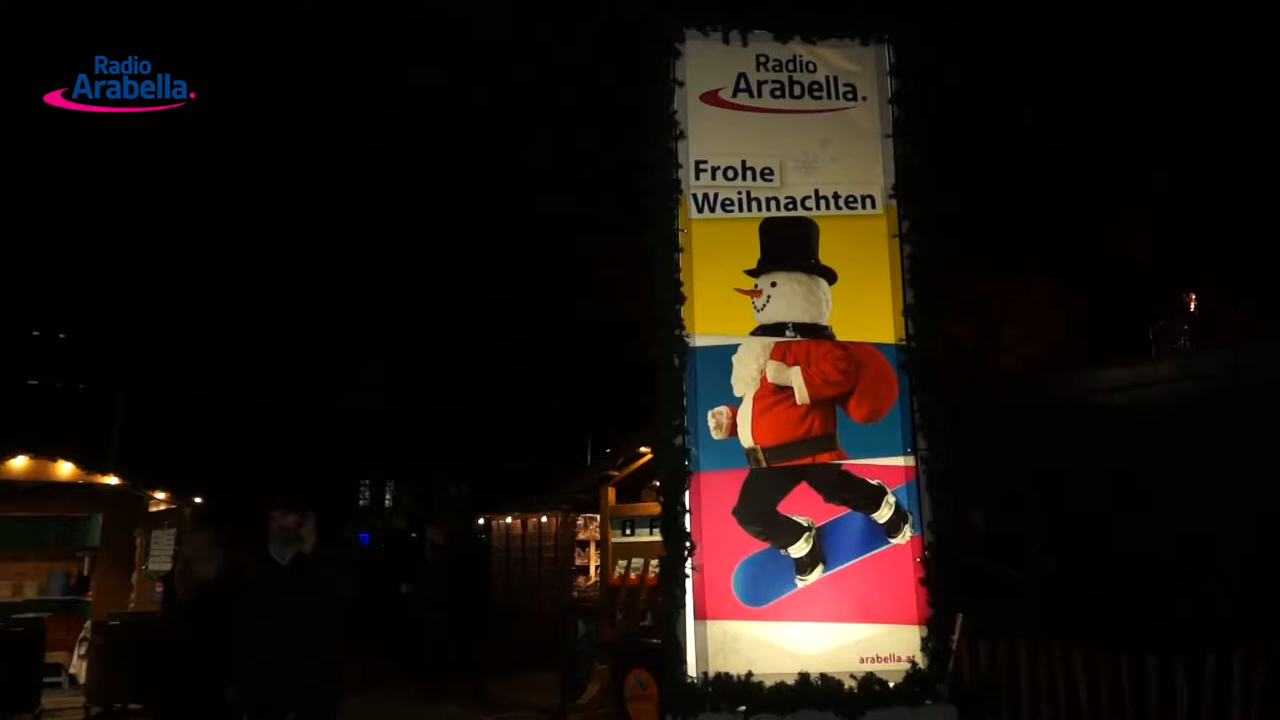 Radio
Arabella.
Radio
Arabella.
Frohe
Weihnachten
arabella.at